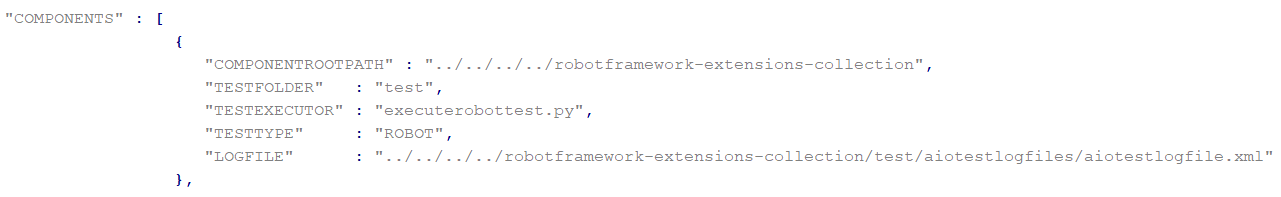 "COMPONENTS" : [
{
"COMPONENTROOTPATH" : "../../../../robotframework-extensions-collection",
"TESTFOLDER" : "test",
"TESTEXECUTOR" : "executerobottest.py",
"TESTTYPE" : "ROBOT",
"LOGFILE" : "../../../../robotframework-extensions-collection/test/aiotestlogfiles/aiotestlogfile.xml"
},